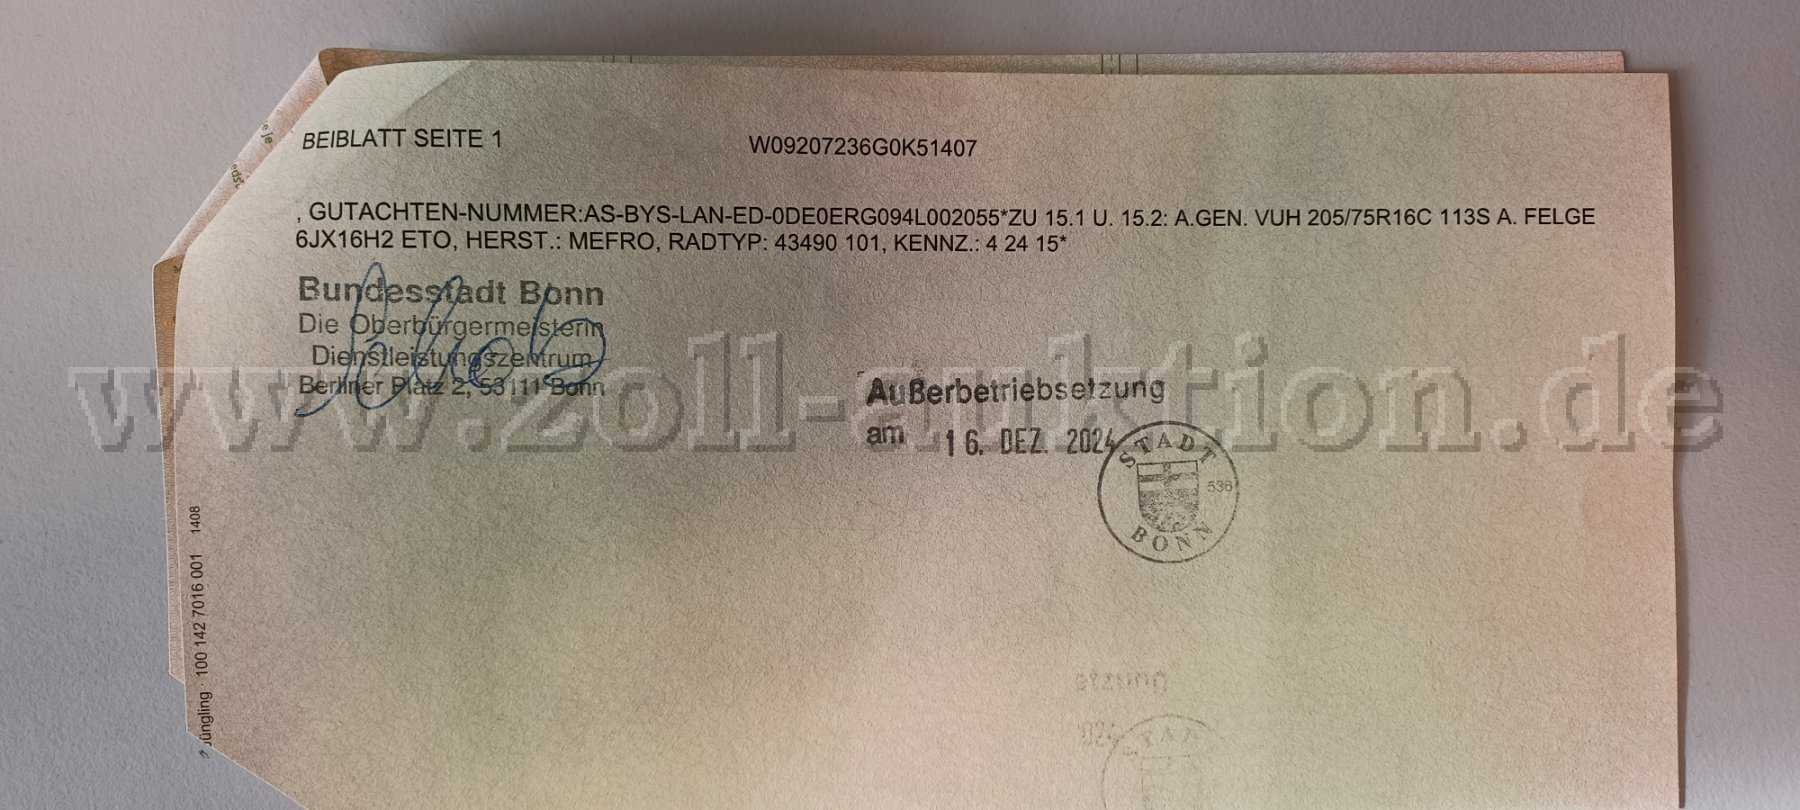 BEIBLATT SEITE 1
W09207236G0K51407
, GUTACHTEN-NUMMER:AS-BYS-LAN-ED-0DE0ERG094L002055*ZU 15.1 U. 15.2: A.GEN. VUH 205/75R16C 113S A. FELGE
6JX16H2 ETO, HERST.: MEFRO, RADTYP: 43490 101, KENNZ.: 4 24 15*
Bundesstadt Bonn
Die Oberbürgermeisterin
Dienstleistungszentrum
Berliner Platz 2, 53111 Bonn
www.zoll-auktion.de
Außerbetriebsetzung
am 16. DEZ. 2024
STADT
536
BONN
Jüngling · 100 142 7016 001 1408